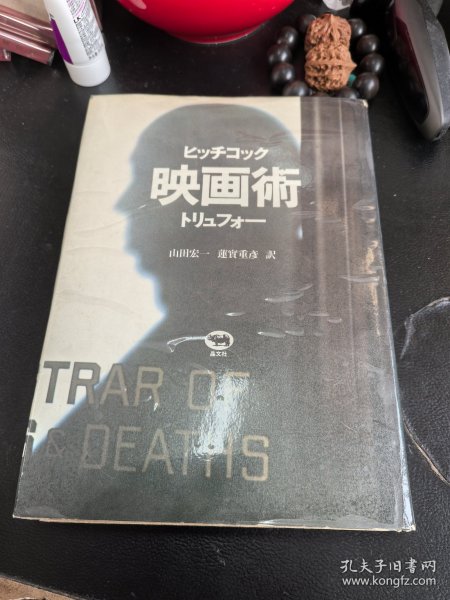 ヒッチコック
映画術
トリュフォー
山田宏一 蓮實重彥 訳
晶文社
TRAR OF
& DEATHS
孔夫子旧书网
www.kongfz.com